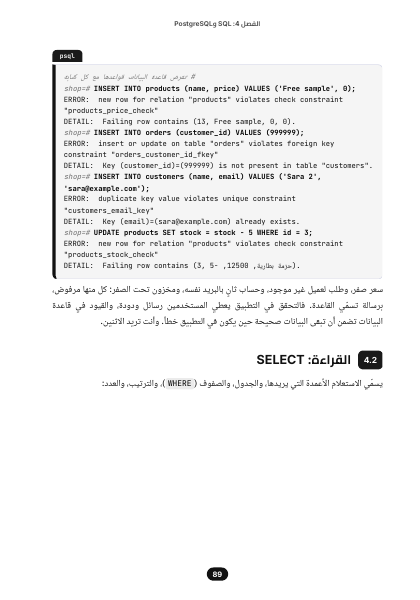 الفصل 4: SQL وPostgreSQL
psql
# تفرض قاعدة البيانات قواعدها مع كل كتابة
shop=# INSERT INTO products (name, price) VALUES ('Free sample', 0);
ERROR:  new row for relation "products" violates check constraint
"products_price_check"
DETAIL:  Failing row contains (13, Free sample, 0, 0).
shop=# INSERT INTO orders (customer_id) VALUES (999999);
ERROR:  insert or update on table "orders" violates foreign key
constraint "orders_customer_id_fkey"
DETAIL:  Key (customer_id)=(999999) is not present in table "customers".
shop=# INSERT INTO customers (name, email) VALUES ('Sara 2',
'sara@example.com');
ERROR:  duplicate key value violates unique constraint
"customers_email_key"
DETAIL:  Key (email)=(sara@example.com) already exists.
shop=# UPDATE products SET stock = stock - 5 WHERE id = 3;
ERROR:  new row for relation "products" violates check constraint
"products_stock_check"
DETAIL:  Failing row contains (3, حزمة بطارية, 12500, -5).
سعر صفر، وطلب لعميل غير موجود، وحساب ثانٍ بالبريد نفسه، ومخزون تحت الصفر: كل منها مرفوض،
برسالة تسمّي القاعدة. فالتحقق في التطبيق يعطي المستخدمين رسائل ودودة، والقيود في قاعدة
البيانات تضمن أن تبقى البيانات صحيحة حين يكون في التطبيق خطأ. وأنت تريد الاثنين.
4.2 القراءة: SELECT
يسمّي الاستعلام الأعمدة التي يريدها، والجدول، والصفوف (WHERE)، والترتيب، والعدد:
89